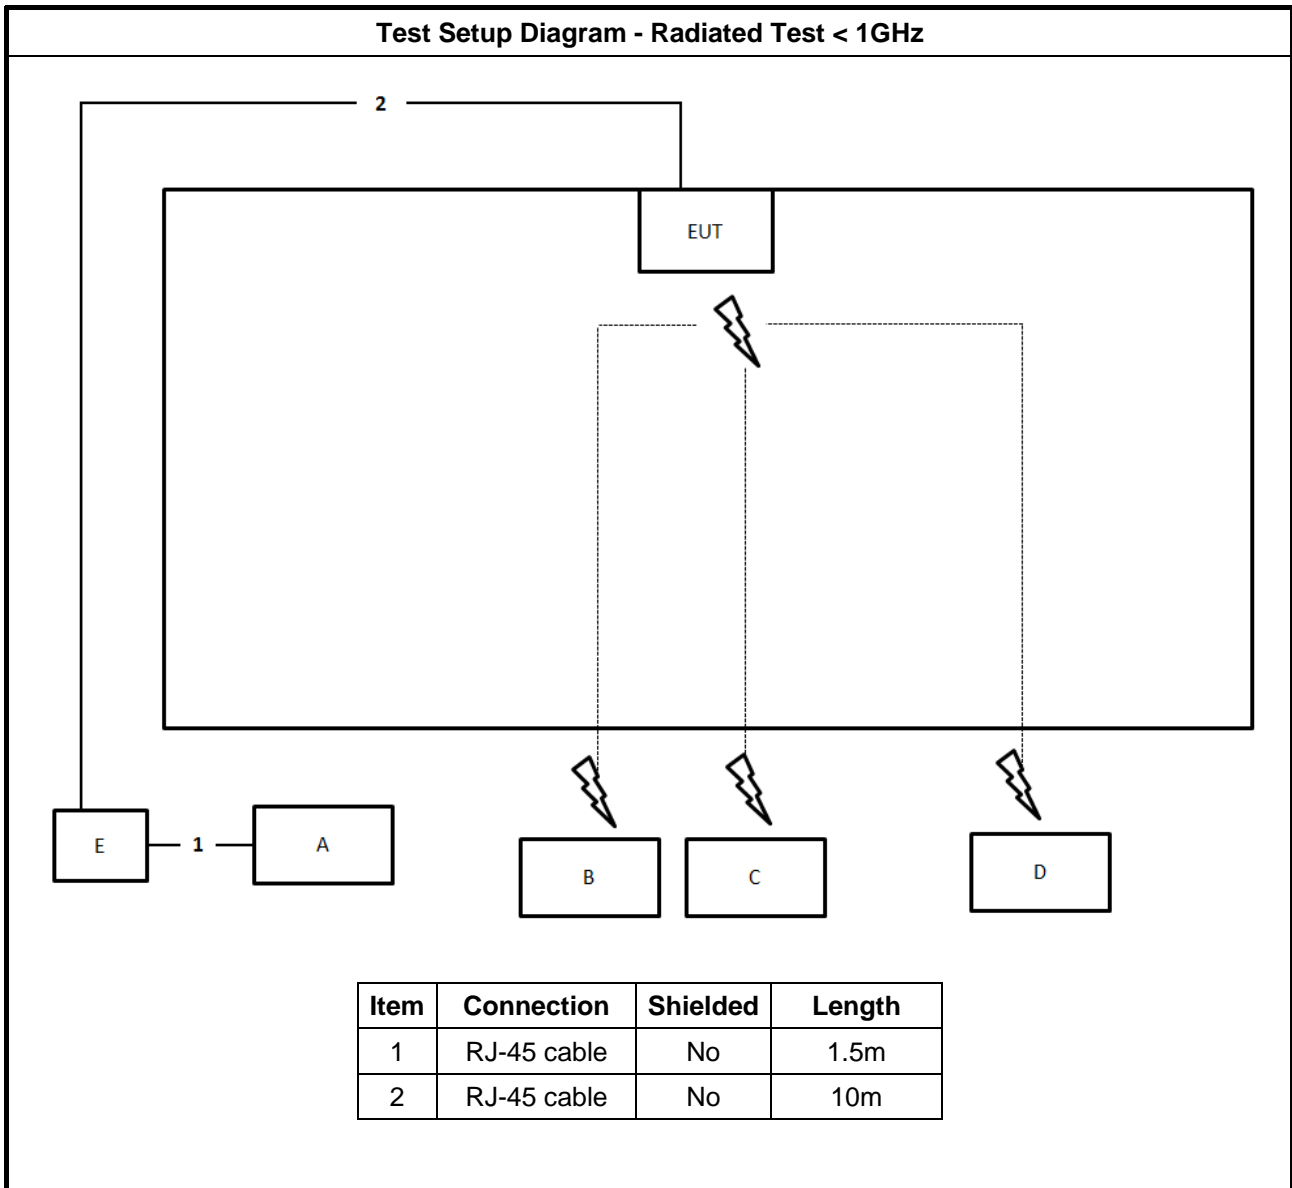 Test Setup Diagram - Radiated Test < 1GHz
2
EUT
E
1
A
B
C
D
Item Connection Shielded Length
1 RJ-45 cable No 1.5m
2 RJ-45 cable No 10m